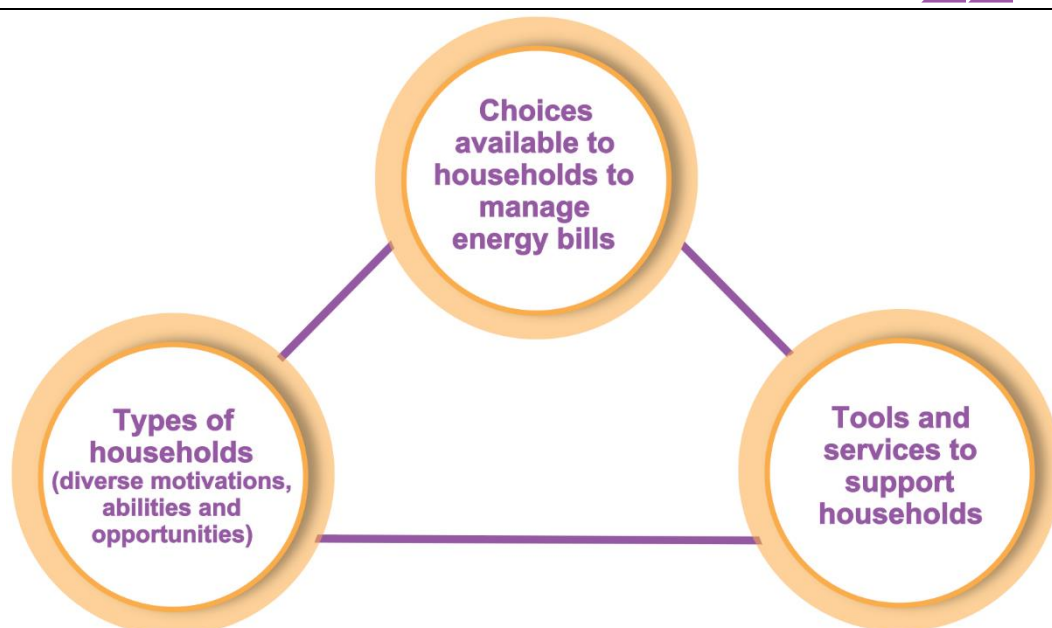 Choices
available to
households to
manage
energy bills
Types of
households
(diverse motivations,
abilities and
opportunities)
Tools and
services to
support
households